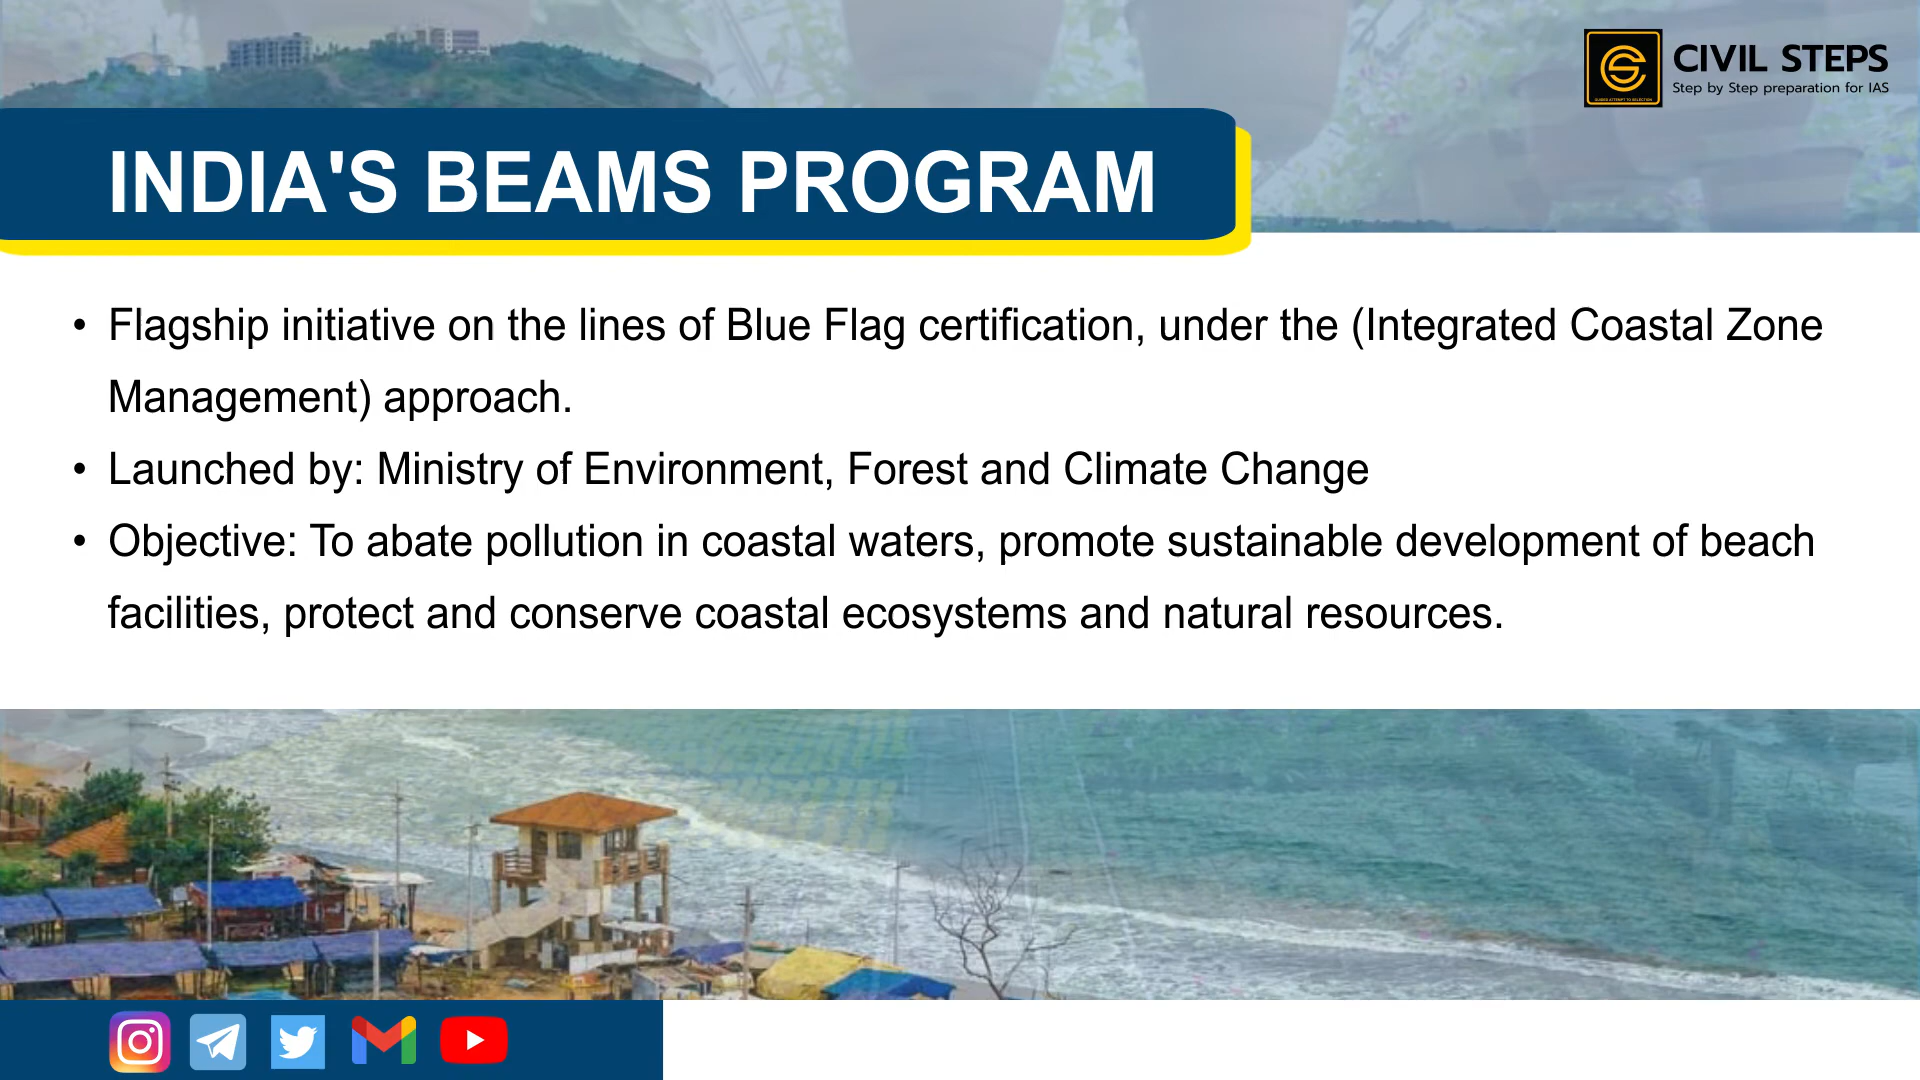 CIVIL STEPS
Step by Step preparation for IAS
INDIA'S BEAMS PROGRAM
• Flagship initiative on the lines of Blue Flag certification, under the (Integrated Coastal Zone
Management) approach.
• Launched by: Ministry of Environment, Forest and Climate Change
• Objective: To abate pollution in coastal waters, promote sustainable development of beach
facilities, protect and conserve coastal ecosystems and natural resources.